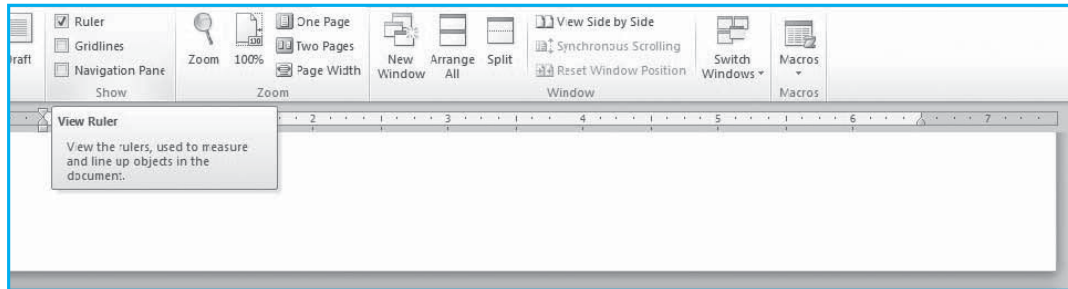 raft
Ruler
Gridlines
Navigation Pane
Show
Zoom
100%
One Page
Two Pages
Page Width
Zoom
New Window
Arrange All
Split
View Side by Side
Synchronous Scrolling
Reset Window Position
Switch Windows
Window
Macros
Macros
2 3 4 5 6 7
View Ruler
View the rulers, used to measure
and line up objects in the
document.